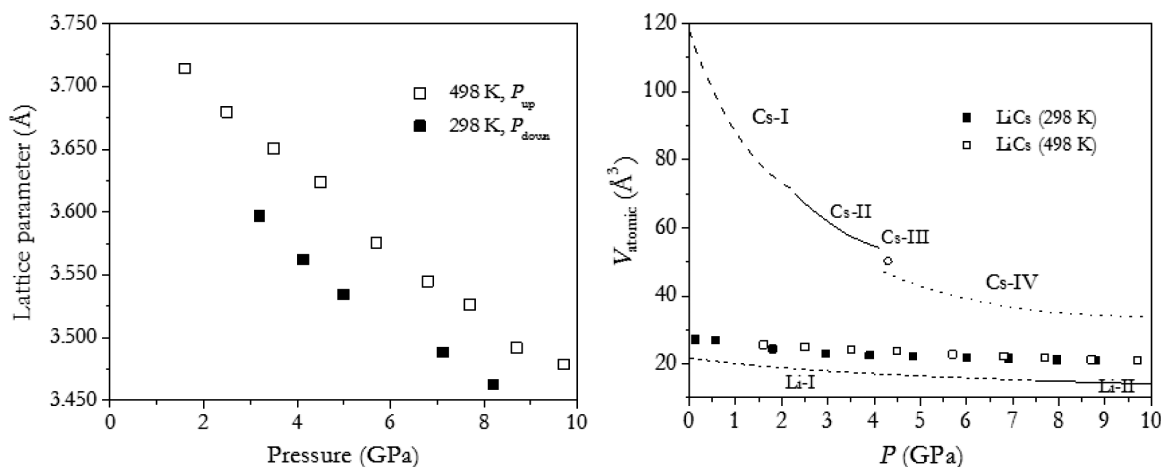 3.750
3.700
3.650
3.600
3.550
3.500
3.450
Lattice parameter (Å)
498 K, P_up
298 K, P_doun
0 2 4 6 8 10
Pressure (GPa)
120
100
80
60
40
20
V_atomic (Å³)
Cs-I
Cs-II
Cs-III
Cs-IV
LiCs (298 K)
LiCs (498 K)
Li-I
Li-II
0 1 2 3 4 5 6 7 8 9 10
P (GPa)